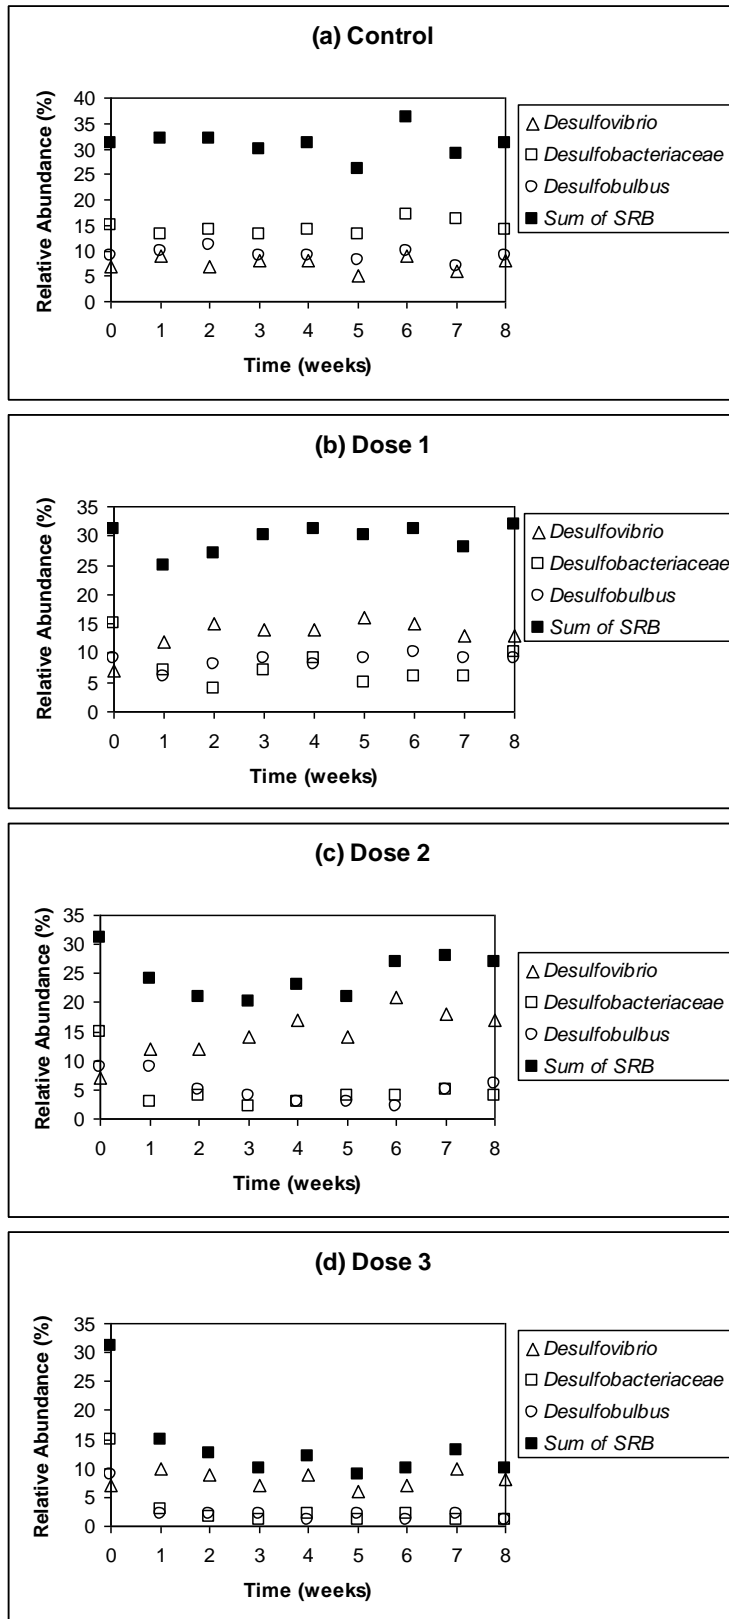 (a) Control
Relative Abundance (%)
40
35
30
25
20
15
10
5
0
0 1 2 3 4 5 6 7 8
Time (weeks)
Desulfovibrio
Desulfobacteriaceae
Desulfobulbus
Sum of SRB
(b) Dose 1
Relative Abundance (%)
35
30
25
20
15
10
5
0
0 1 2 3 4 5 6 7 8
Time (weeks)
Desulfovibrio
Desulfobacteriaceae
Desulfobulbus
Sum of SRB
(c) Dose 2
Relative Abundance (%)
35
30
25
20
15
10
5
0
0 1 2 3 4 5 6 7 8
Time (weeks)
Desulfovibrio
Desulfobacteriaceae
Desulfobulbus
Sum of SRB
(d) Dose 3
Relative Abundance (%)
35
30
25
20
15
10
5
0
0 1 2 3 4 5 6 7 8
Time (weeks)
Desulfovibrio
Desulfobacteriaceae
Desulfobulbus
Sum of SRB